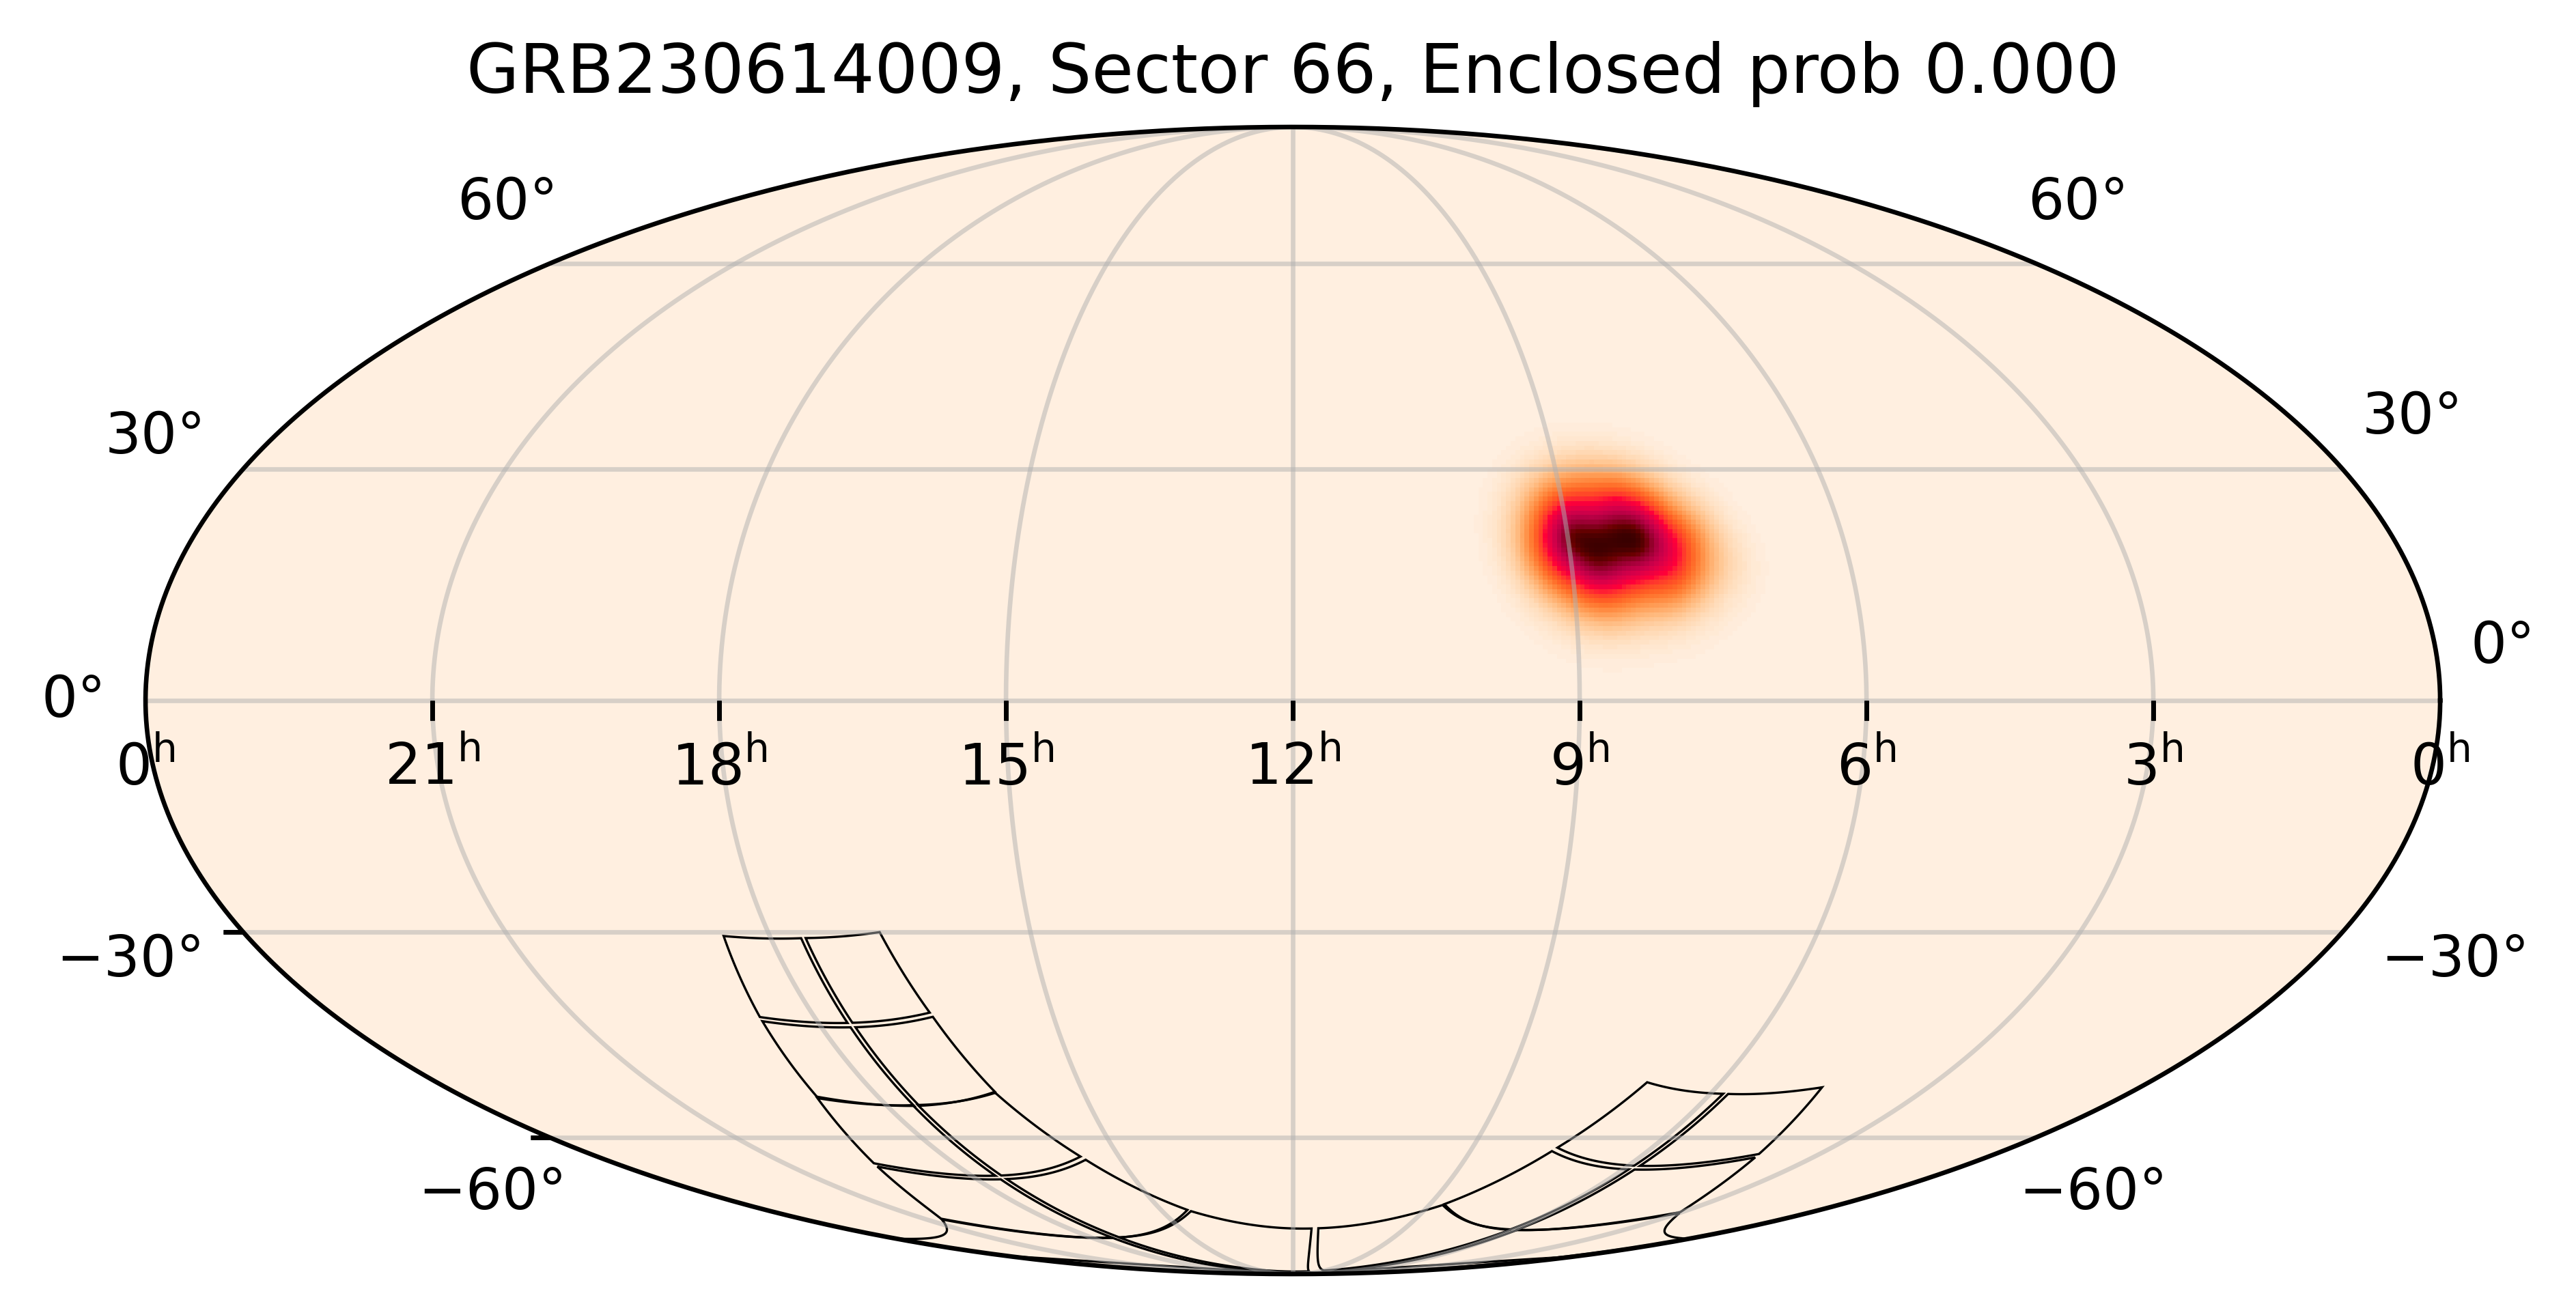 GRB230614009, Sector 66, Enclosed prob 0.000
60° 60°
30° 30°
0° 0°
0h 21h 18h 15h 12h 9h 6h 3h 0h
−30° −30°
−60° −60°